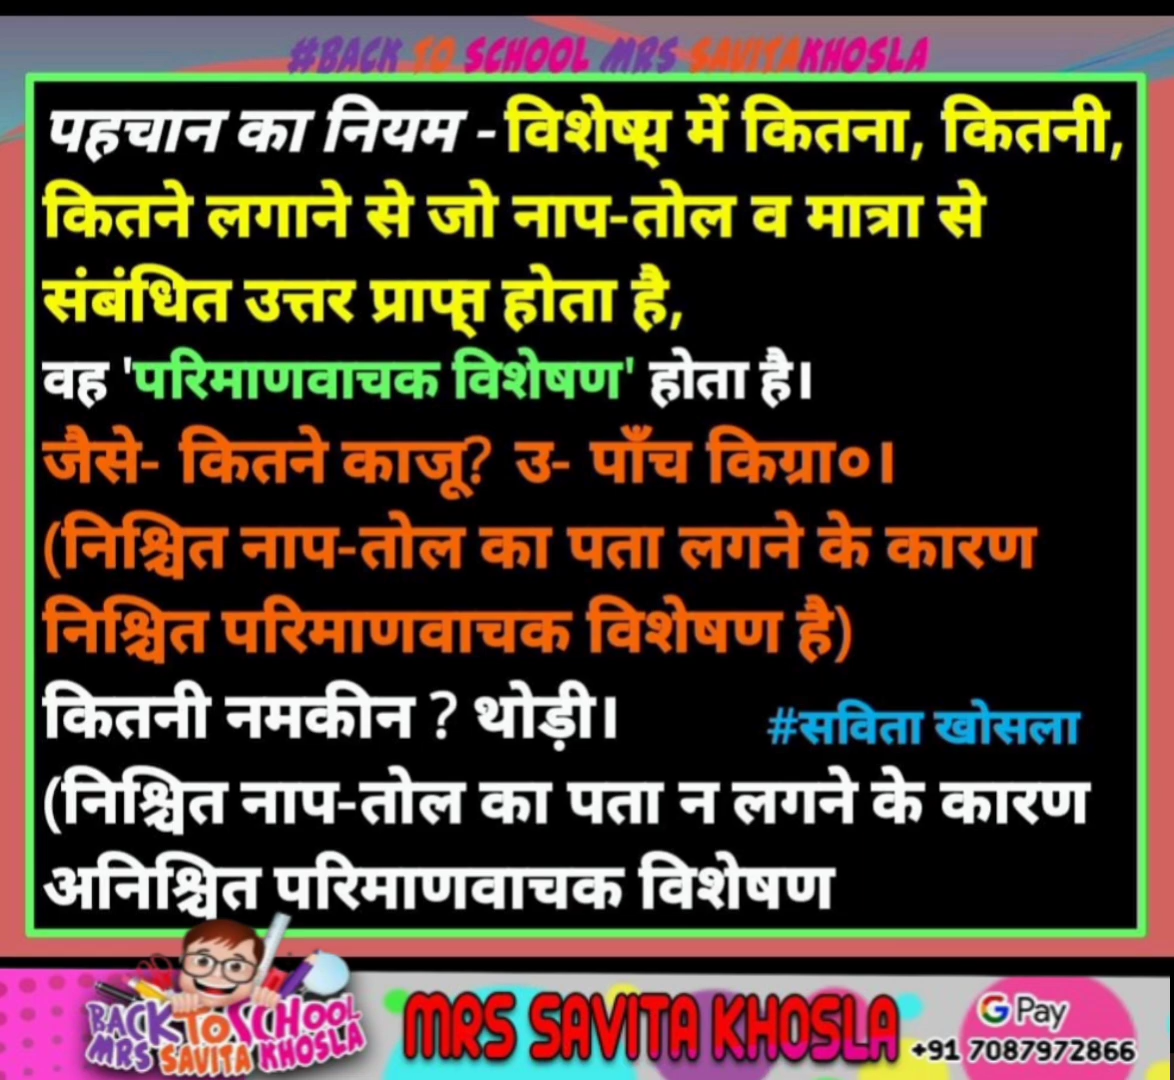 #BACK TO SCHOOL MRS SAVITA KHOSLA
पहचान का नियम - विशेष्य में कितना, कितनी,
कितने लगाने से जो नाप-तोल व मात्रा से
संबंधित उत्तर प्राप्त होता है,
वह 'परिमाणवाचक विशेषण' होता है।
जैसे- कितने काजू? उ- पाँच किग्रा०।
(निश्चित नाप-तोल का पता लगने के कारण
निश्चित परिमाणवाचक विशेषण है)
कितनी नमकीन ? थोड़ी।
#सविता खोसला
(निश्चित नाप-तोल का पता न लगने के कारण
अनिश्चित परिमाणवाचक विशेषण
BACK TO SCHOOL
MRS SAVITA KHOSLA
MRS SAVITA KHOSLA
G Pay
+91 7087972866